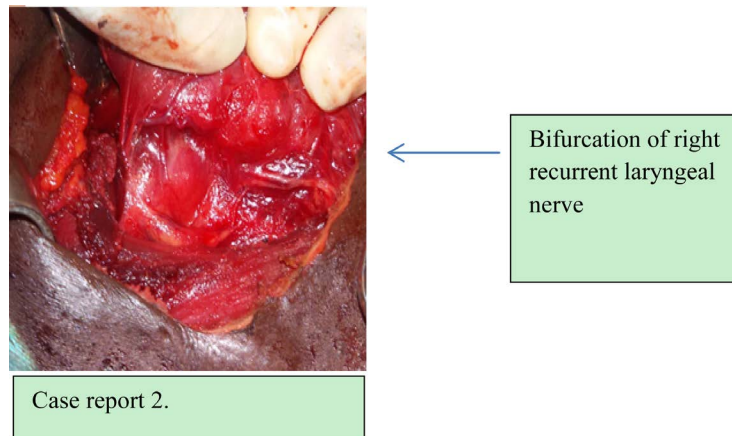 Bifurcation of right
recurrent laryngeal
nerve
Case report 2.